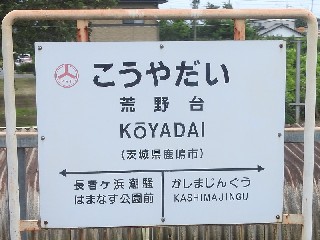 こうやだい
荒野台
KŌYADAI
(茨城県鹿嶋市)
長者ヶ浜潮騒
はまなす公園前
かしまじんぐう
KASHIMAJINGU